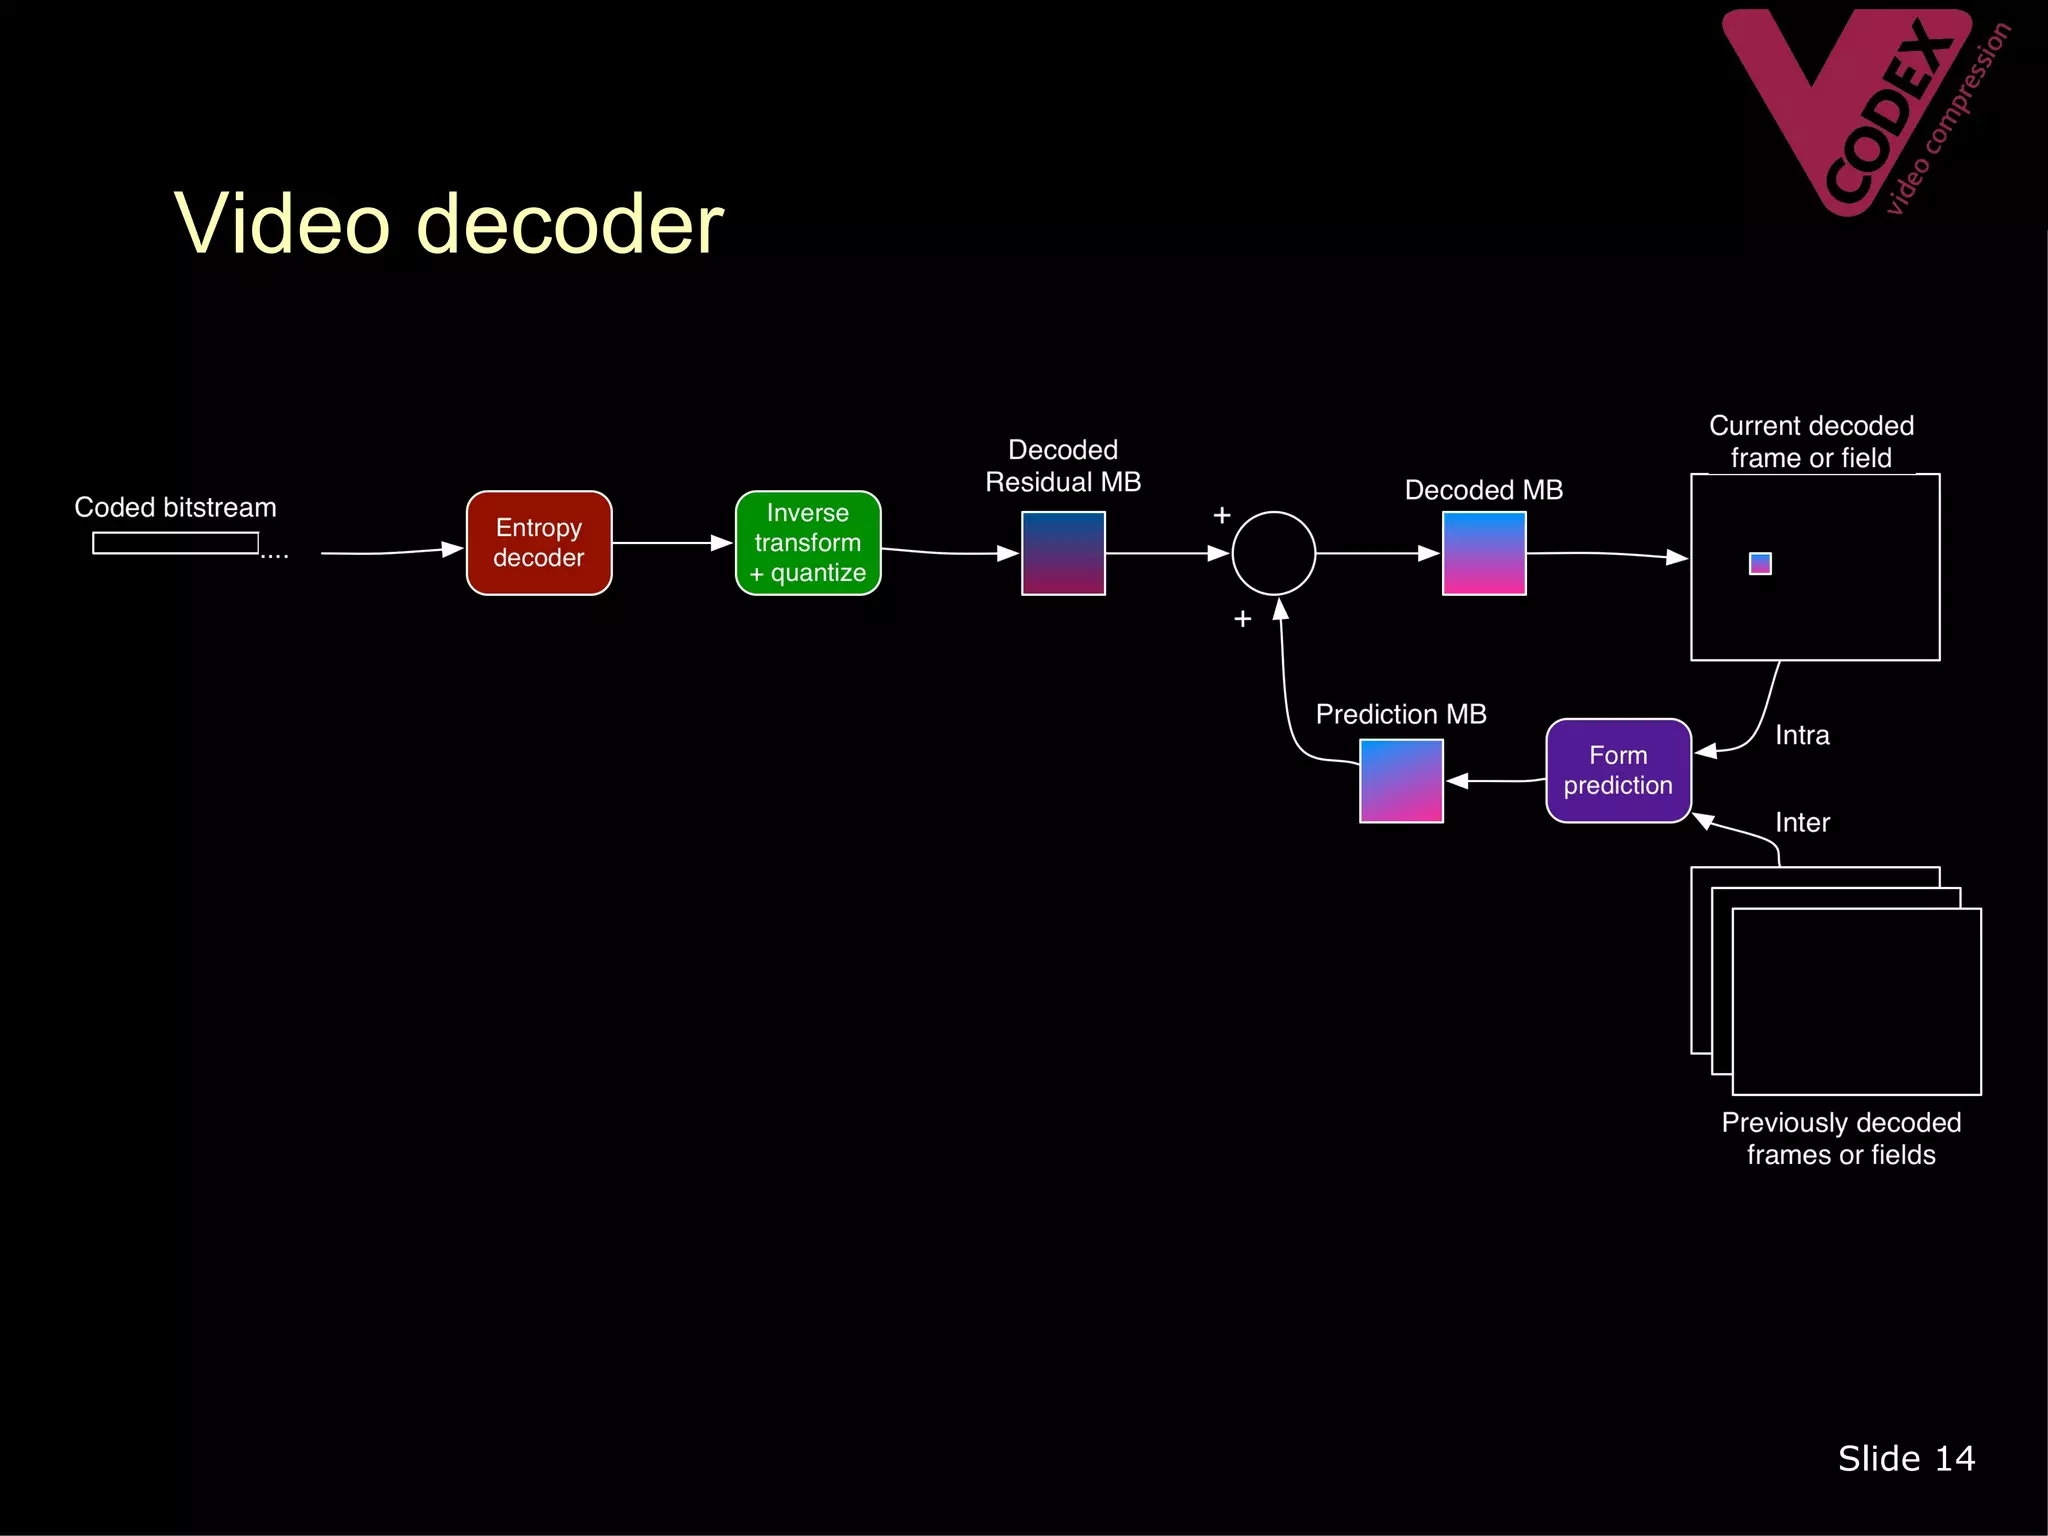 CODEX
video compression
Video decoder
Coded bitstream
....
Entropy
decoder
Inverse
transform
+ quantize
Decoded
Residual MB
+
+
Decoded MB
Current decoded
frame or field
Prediction MB
Form
prediction
Intra
Inter
Previously decoded
frames or fields
Slide 14